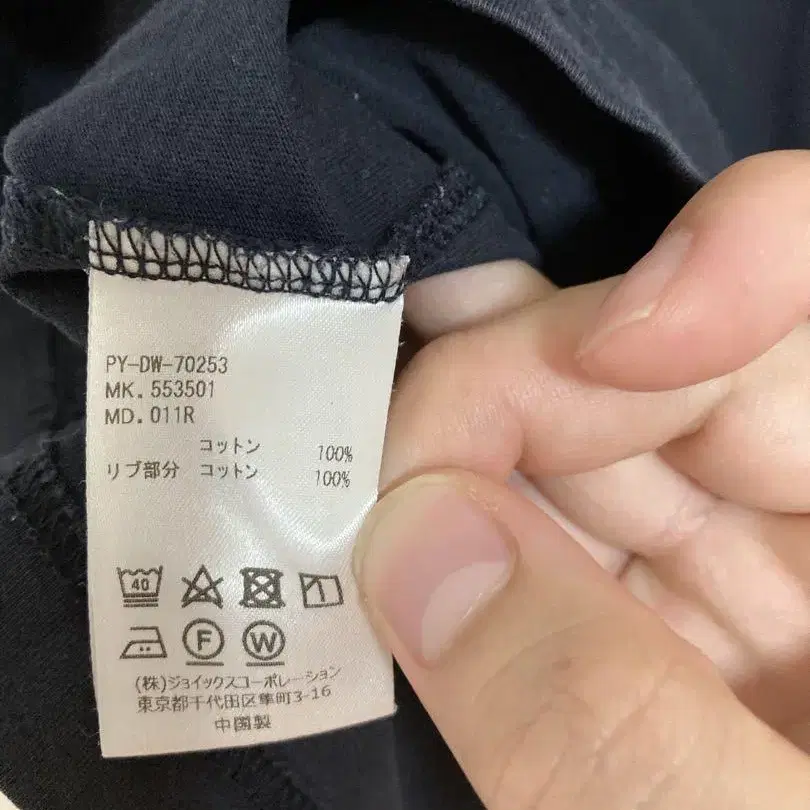 PY-DW-70253
MK. 553501
MD. 011R
コットン 100%
リブ部分 コットン 100%
40
F W
(株)ジョイックスコーポレーション
東京都千代田区隼町3-16
中国製